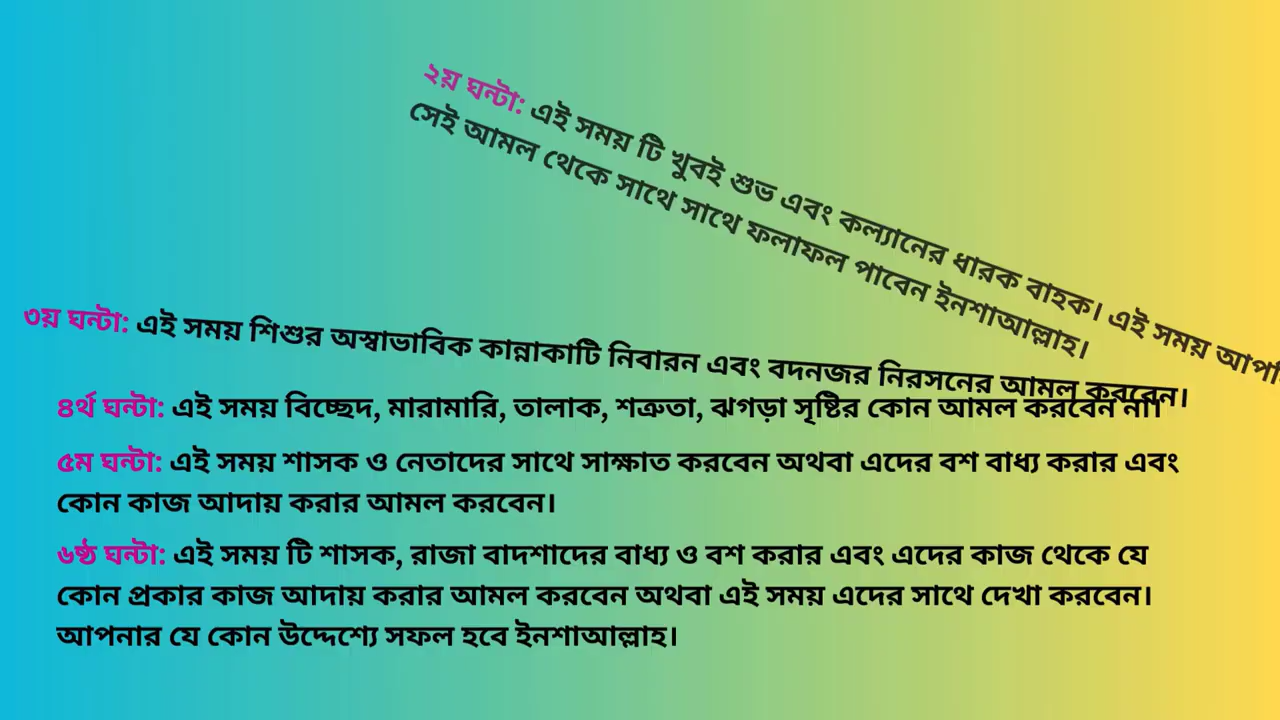 ২য় ঘন্টা: এই সময় টি খুবই শুভ এবং কল্যানের ধারক বাহক। এই সময়
সেই আমল থেকে সাথে সাথে ফলাফল পাবেন ইনশাআল্লাহ।
৩য় ঘন্টা: এই সময় শিশুর অস্বাভাবিক কান্নাকাটি নিবারন এবং বদনজর নিরসনের আমল করবেন।
৪র্থ ঘন্টা: এই সময় বিচ্ছেদ, মারামারি, তালাক, শত্রুতা, ঝগড়া সৃষ্টির কোন আমল করবেন না।
৫ম ঘন্টা: এই সময় শাসক ও নেতাদের সাথে সাক্ষাত করবেন অথবা এদের বশ বাধ্য করার এবং
কোন কাজ আদায় করার আমল করবেন।
৬ষ্ঠ ঘন্টা: এই সময় টি শাসক, রাজা বাদশাদের বাধ্য ও বশ করার এবং এদের কাজ থেকে যে
কোন প্রকার কাজ আদায় করার আমল করবেন অথবা এই সময় এদের সাথে দেখা করবেন।
আপনার যে কোন উদ্দেশ্যে সফল হবে ইনশাআল্লাহ।